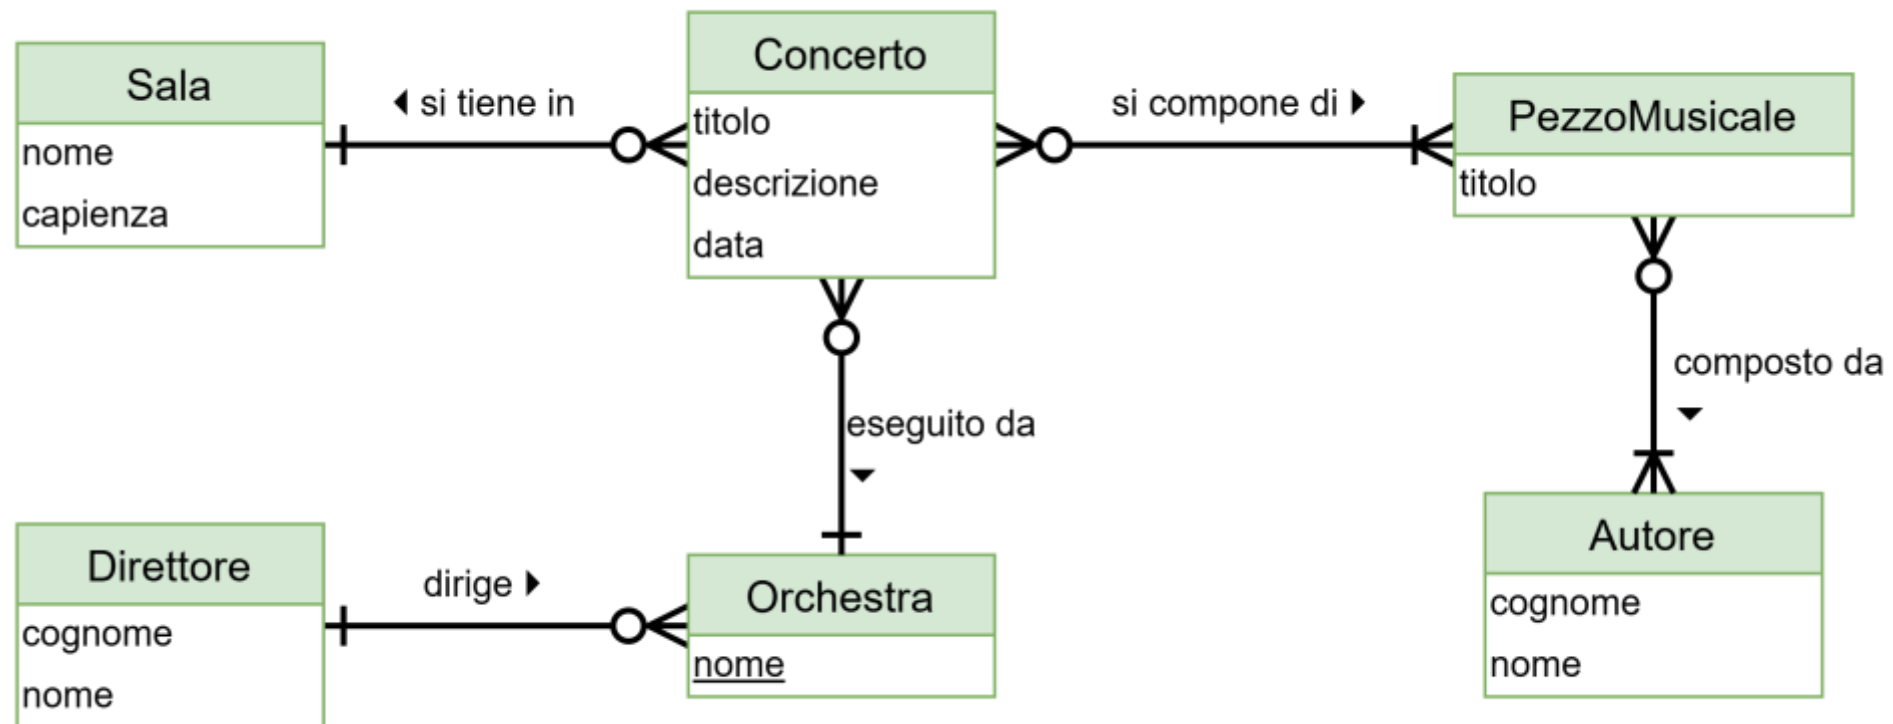 Sala
nome
capienza
◀ si tiene in
Concerto
titolo
descrizione
data
si compone di ▶
PezzoMusicale
titolo
eseguito da
▼
composto da
▼
Direttore
cognome
nome
dirige ▶
Orchestra
nome
Autore
cognome
nome